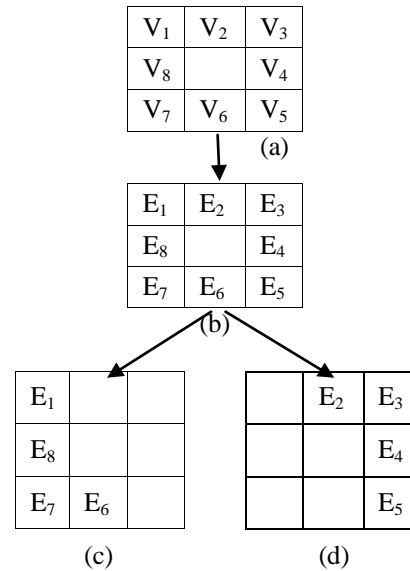 V₁ V₂ V₃
V₈ V₄
V₇ V₆ V₅
(a)
E₁ E₂ E₃
E₈ E₄
E₇ E₆ E₅
(b)
E₁ E₂ E₃
E₈ E₄
E₇ E₆ E₅
(c) (d)